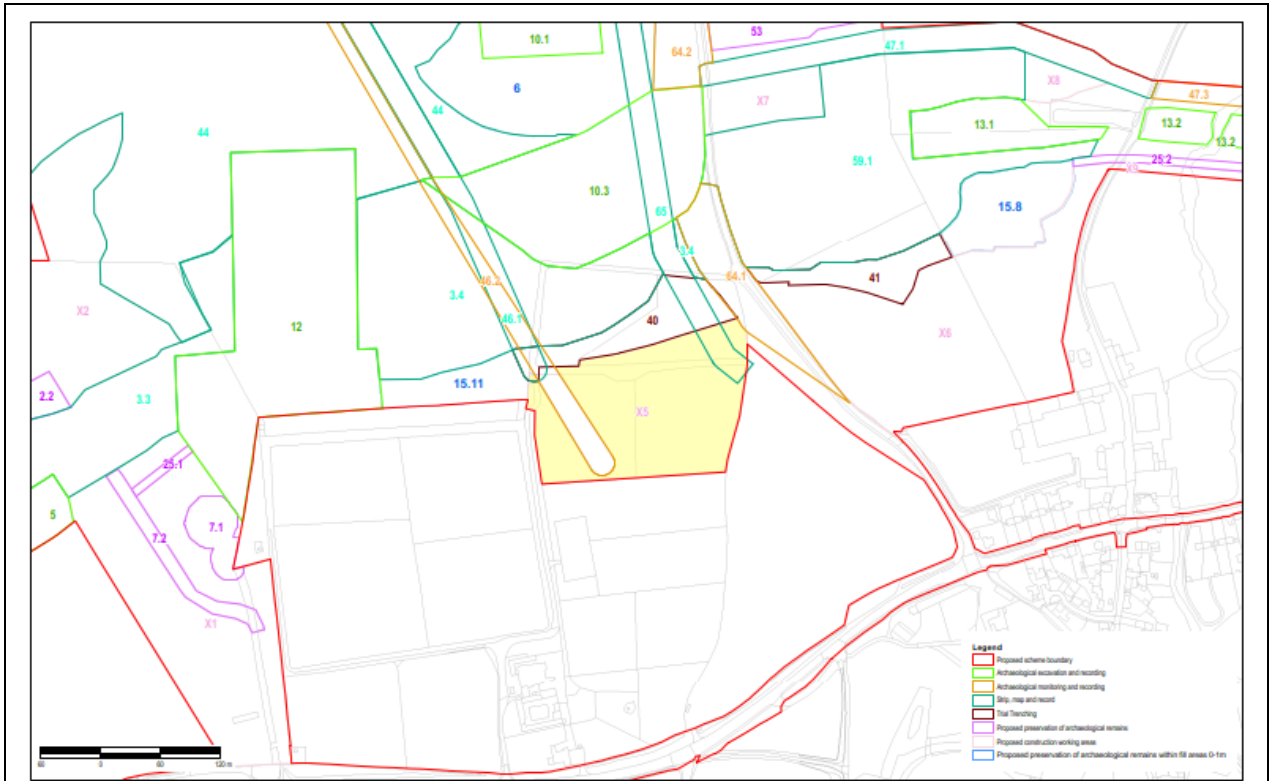 53
10.1
64.2
47.1
6
X8
47.3
44
X7
13.1
13.2
44
13.2
59.1
25.2
X6
10.3
15.8
65
3.4
64.1
41
46.2
3.4
X2
46.1
40
12
X6
15.11
2.2
3.3
X5
25.1
5
7.1
7.2
X1
Legend
Proposed scheme boundary
Archaeological excavation and recording
Archaeological monitoring and recording
Strip, map and record
Trial Trenching
Proposed preservation of archaeological remains
Proposed construction working areas
Proposed preservation of archaeological remains within fill areas 0-1m
60 0 60 120 m